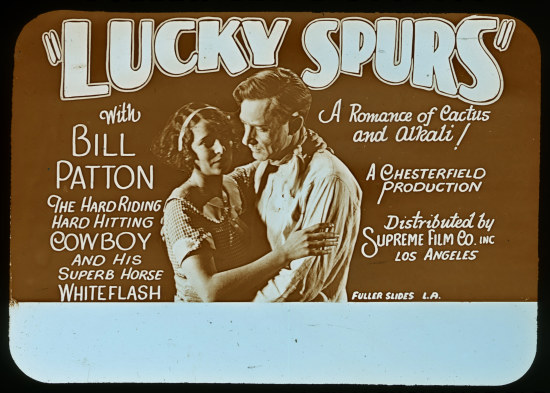 "LUCKY SPURS"
With
BILL
PATTON
THE HARD RIDING
HARD HITTING
COWBOY
AND HIS
SUPERB HORSE
WHITEFLASH
A Romance of Cactus
and Alkali!
A CHESTERFIELD
PRODUCTION
Distributed by
SUPREME FILM CO. INC
LOS ANGELES
FULLER SLIDES L.A.